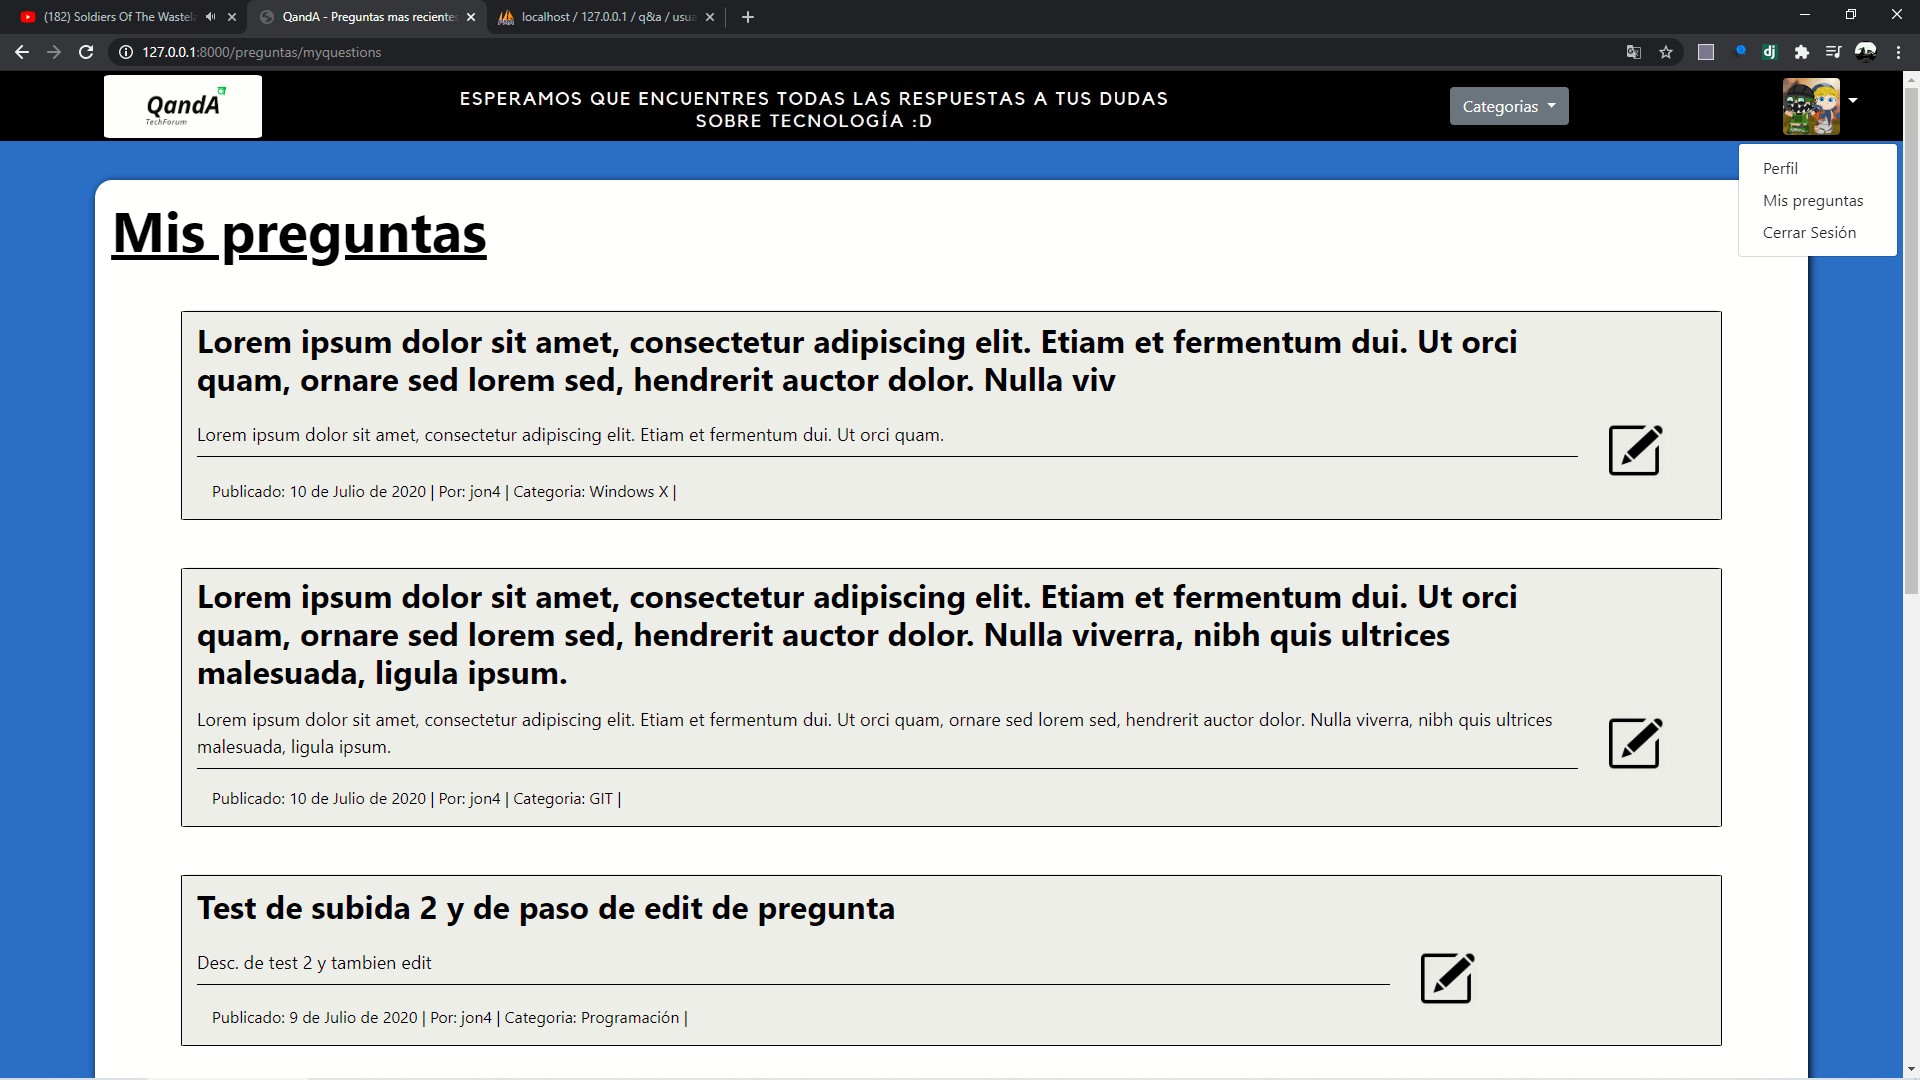 (182) Soldiers Of The Wastela
QandA - Preguntas mas recientes
localhost / 127.0.0.1 / q&a / usua
127.0.0.1:8000/preguntas/myquestions
dj
QandA
TechForum
ESPERAMOS QUE ENCUENTRES TODAS LAS RESPUESTAS A TUS DUDAS
SOBRE TECNOLOGÍA :D
Categorias
Perfil
Mis preguntas
Cerrar Sesión
Mis preguntas
Lorem ipsum dolor sit amet, consectetur adipiscing elit. Etiam et fermentum dui. Ut orci
quam, ornare sed lorem sed, hendrerit auctor dolor. Nulla viv
Lorem ipsum dolor sit amet, consectetur adipiscing elit. Etiam et fermentum dui. Ut orci quam.
Publicado: 10 de Julio de 2020 | Por: jon4 | Categoria: Windows X |
Lorem ipsum dolor sit amet, consectetur adipiscing elit. Etiam et fermentum dui. Ut orci
quam, ornare sed lorem sed, hendrerit auctor dolor. Nulla viverra, nibh quis ultrices
malesuada, ligula ipsum.
Lorem ipsum dolor sit amet, consectetur adipiscing elit. Etiam et fermentum dui. Ut orci quam, ornare sed lorem sed, hendrerit auctor dolor. Nulla viverra, nibh quis ultrices
malesuada, ligula ipsum.
Publicado: 10 de Julio de 2020 | Por: jon4 | Categoria: GIT |
Test de subida 2 y de paso de edit de pregunta
Desc. de test 2 y tambien edit
Publicado: 9 de Julio de 2020 | Por: jon4 | Categoria: Programación |